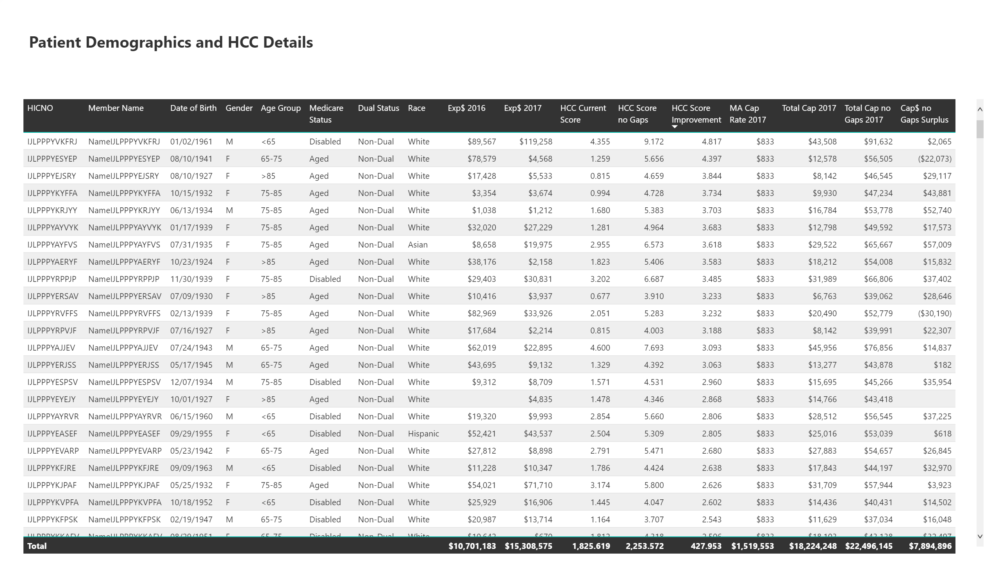 Patient Demographics and HCC Details
HICNO Member Name Date of Birth Gender Age Group Medicare Status Dual Status Race Exp$ 2016 Exp$ 2017 HCC Current Score HCC Score no Gaps HCC Score Improvement MA Cap Rate 2017 Total Cap 2017 Total Cap no Gaps 2017 Cap$ no Gaps Surplus
IJLPPPYVKFRJ NameIJLPPPYVKFRJ 01/02/1961 M <65 Disabled Non-Dual White $89,567 $119,258 4.355 9.172 4.817 $833 $43,508 $91,632 $2,065
IJLPPPYESYEP NameIJLPPPYESYEP 08/10/1941 F 65-75 Aged Non-Dual White $78,579 $4,568 1.259 5.656 4.397 $833 $12,578 $56,505 ($22,073)
IJLPPPYEJSRY NameIJLPPPYEJSRY 08/10/1927 F >85 Aged Non-Dual White $17,428 $5,533 0.815 4.659 3.844 $833 $8,142 $46,545 $29,117
IJLPPPYKYFFA NameIJLPPPYKYFFA 10/15/1932 F 75-85 Aged Non-Dual White $3,354 $3,674 0.994 4.728 3.734 $833 $9,930 $47,234 $43,881
IJLPPPYKRJYY NameIJLPPPYKRJYY 06/13/1934 M 75-85 Aged Non-Dual White $1,038 $1,212 1.680 5.383 3.703 $833 $16,784 $53,778 $52,740
IJLPPPYAYVYK NameIJLPPPYAYVYK 01/17/1939 F 75-85 Aged Non-Dual White $32,020 $27,229 1.281 4.964 3.683 $833 $12,798 $49,592 $17,573
IJLPPPYAYFVS NameIJLPPPYAYFVS 07/31/1935 F 75-85 Aged Non-Dual Asian $8,658 $19,975 2.955 6.573 3.618 $833 $29,522 $65,667 $57,009
IJLPPPYAERYF NameIJLPPPYAERYF 10/23/1924 F >85 Aged Non-Dual White $38,176 $2,158 1.823 5.406 3.583 $833 $18,212 $54,008 $15,832
IJLPPPYRPPJP NameIJLPPPYRPPJP 11/30/1939 F 75-85 Disabled Non-Dual White $29,403 $30,831 3.202 6.687 3.485 $833 $31,989 $66,806 $37,402
IJLPPPYERSAV NameIJLPPPYERSAV 07/09/1930 F >85 Aged Non-Dual White $10,416 $3,937 0.677 3.910 3.233 $833 $6,763 $39,062 $28,646
IJLPPPYRVFFS NameIJLPPPYRVFFS 02/13/1939 F 75-85 Aged Non-Dual White $82,969 $33,926 2.051 5.283 3.232 $833 $20,490 $52,779 ($30,190)
IJLPPPYRPVJF NameIJLPPPYRPVJF 07/16/1927 F >85 Aged Non-Dual White $17,684 $2,214 0.815 4.003 3.188 $833 $8,142 $39,991 $22,307
IJLPPPYAJJEV NameIJLPPPYAJJEV 07/24/1943 M 65-75 Aged Non-Dual White $62,019 $22,895 4.600 7.693 3.093 $833 $45,956 $76,856 $14,837
IJLPPPYERJSS NameIJLPPPYERJSS 05/17/1945 M 65-75 Aged Non-Dual White $43,695 $9,132 1.329 4.392 3.063 $833 $13,277 $43,878 $182
IJLPPPYESPSV NameIJLPPPYESPSV 12/07/1934 M 75-85 Disabled Non-Dual White $9,312 $8,709 1.571 4.531 2.960 $833 $15,695 $45,266 $35,954
IJLPPPYEYEJY NameIJLPPPYEYEJY 10/01/1927 F >85 Aged Non-Dual White $4,835 1.478 4.346 2.868 $833 $14,766 $43,418
IJLPPPYAYRVR NameIJLPPPYAYRVR 06/15/1960 M <65 Disabled Non-Dual White $19,320 $9,993 2.854 5.660 2.806 $833 $28,512 $56,545 $37,225
IJLPPPYEASEF NameIJLPPPYEASEF 09/29/1955 F <65 Disabled Non-Dual Hispanic $52,421 $43,537 2.504 5.309 2.805 $833 $25,016 $53,039 $618
IJLPPPYEVARP NameIJLPPPYEVARP 05/23/1942 F 65-75 Aged Non-Dual White $27,812 $8,898 2.791 5.471 2.680 $833 $27,883 $54,657 $26,845
IJLPPPYKFJRE NameIJLPPPYKFJRE 09/09/1963 M <65 Disabled Non-Dual White $11,228 $10,347 1.786 4.424 2.638 $833 $17,843 $44,197 $32,970
IJLPPPYKJPAF NameIJLPPPYKJPAF 05/25/1932 F 75-85 Aged Non-Dual White $54,021 $71,710 3.174 5.800 2.626 $833 $31,709 $57,944 $3,923
IJLPPPYKVPFA NameIJLPPPYKVPFA 10/18/1952 F <65 Disabled Non-Dual White $25,929 $16,906 1.445 4.047 2.602 $833 $14,436 $40,431 $14,502
IJLPPPYKFPSK NameIJLPPPYKFPSK 02/19/1947 M 65-75 Disabled Non-Dual White $20,987 $13,714 1.164 3.707 2.543 $833 $11,629 $37,034 $16,048
Total $10,701,183 $15,308,575 1,825.619 2,253.572 427.953 $1,519,553 $18,224,248 $22,496,145 $7,894,896